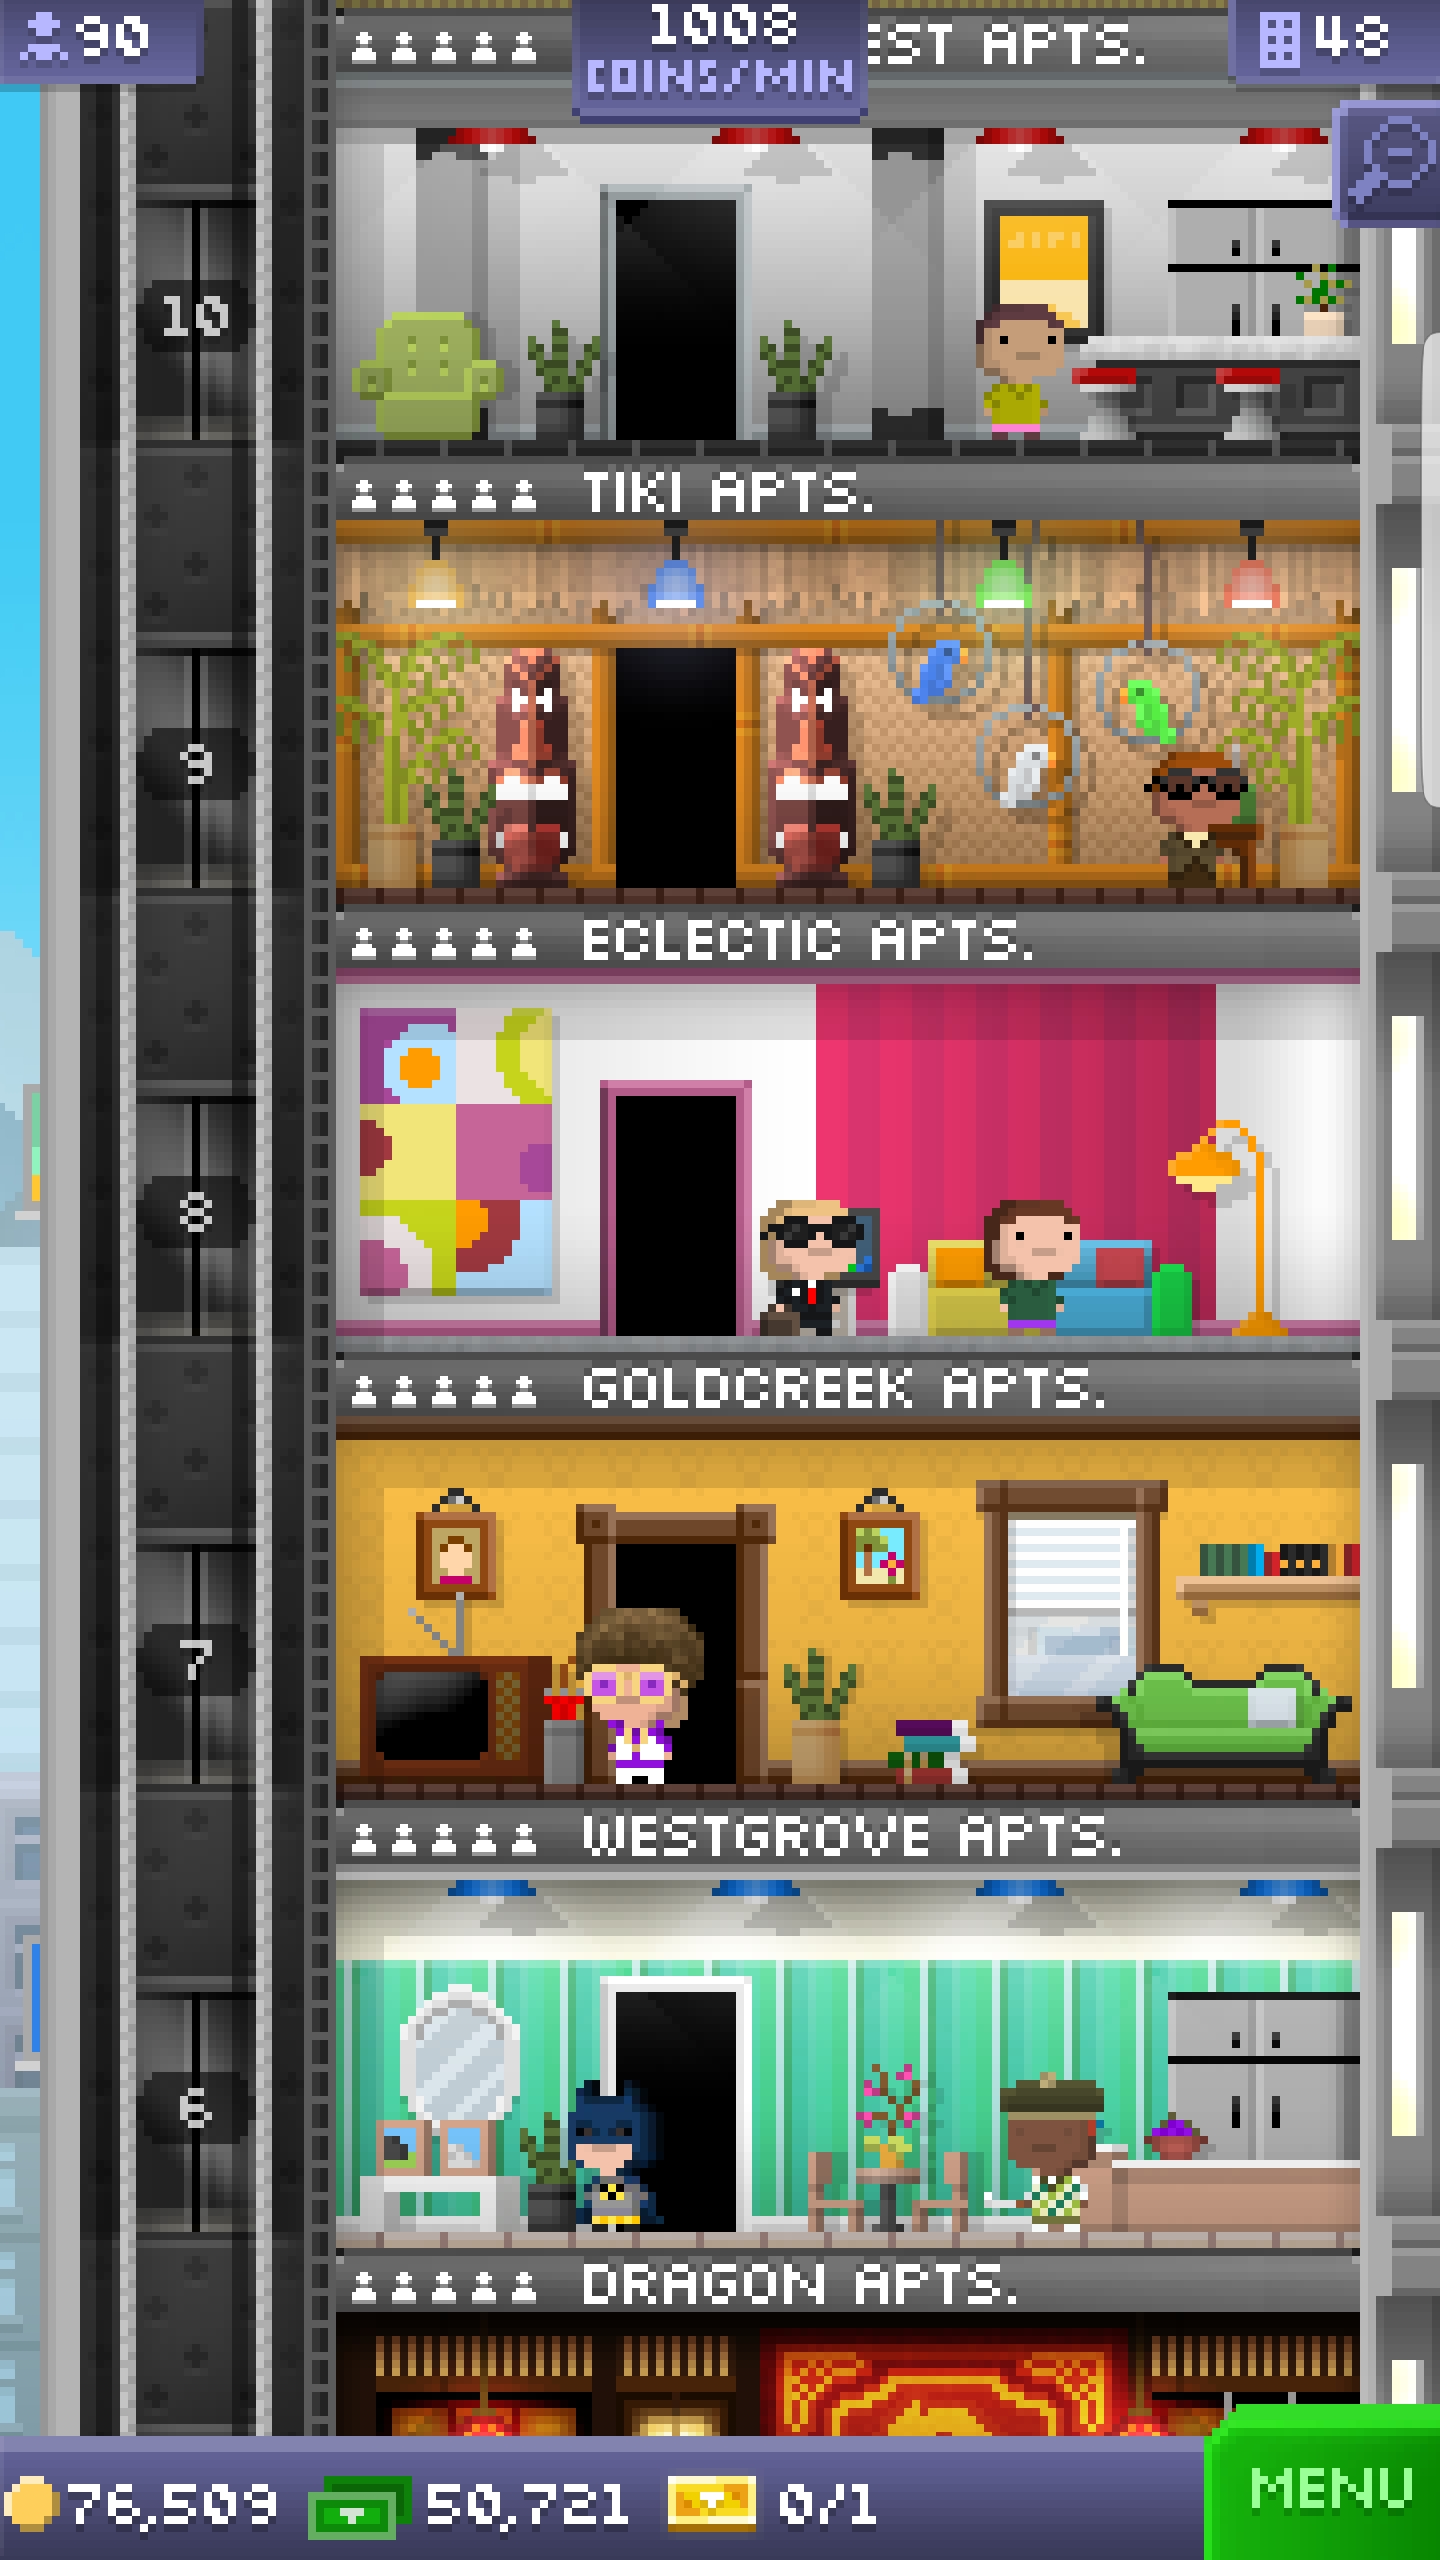 90
1008
COINS/MIN
48
EST APTS.
10
TIKI APTS.
9
ECLECTIC APTS.
8
GOLDCREEK APTS.
7
WESTGROVE APTS.
6
DRAGON APTS.
76,509
50,721
0/1
MENU